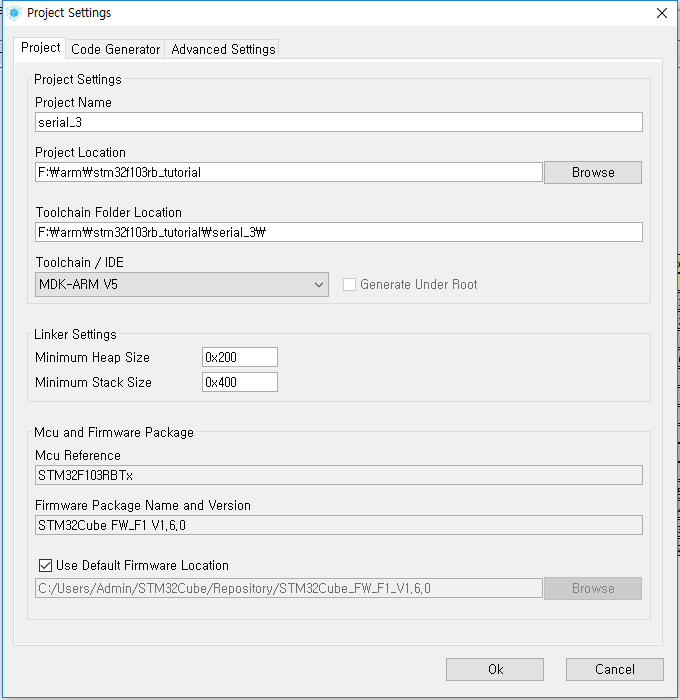 Project Settings
Project Code Generator Advanced Settings
Project Settings
Project Name
serial_3
Project Location
F:₩arm₩stm32f103rb_tutorial
Browse
Toolchain Folder Location
F:₩arm₩stm32f103rb_tutorial₩serial_3₩
Toolchain / IDE
MDK-ARM V5
Generate Under Root
Linker Settings
Minimum Heap Size 0x200
Minimum Stack Size 0x400
Mcu and Firmware Package
Mcu Reference
STM32F103RBTx
Firmware Package Name and Version
STM32Cube FW_F1 V1.6.0
Use Default Firmware Location
C:/Users/Admin/STM32Cube/Repository/STM32Cube_FW_F1_V1.6.0
Browse
Ok Cancel